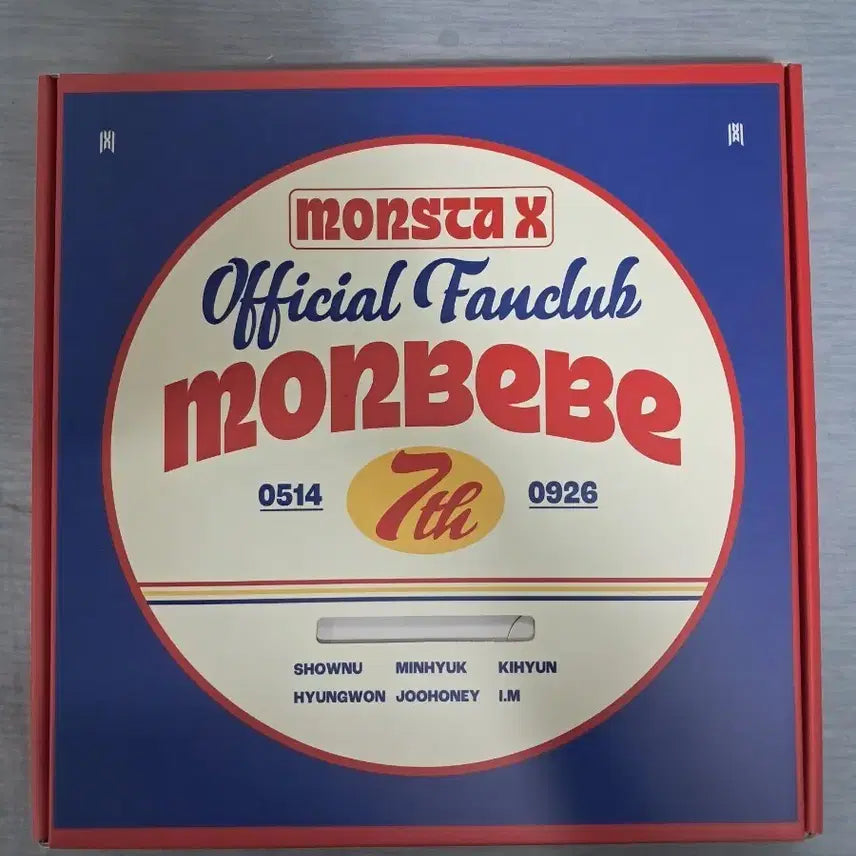 MONSTA X
Official Fanclub
MONBEBE
0514 7th 0926
SHOWNU MINHYUK KIHYUN
HYUNGWON JOOHONEY I.M